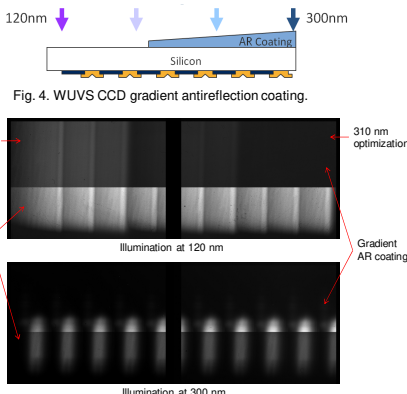 120nm
300nm
AR Coating
Silicon
Fig. 4. WUVS CCD gradient antireflection coating.
310 nm
optimization
Illumination at 120 nm
Gradient
AR coating
Illumination at 300 nm